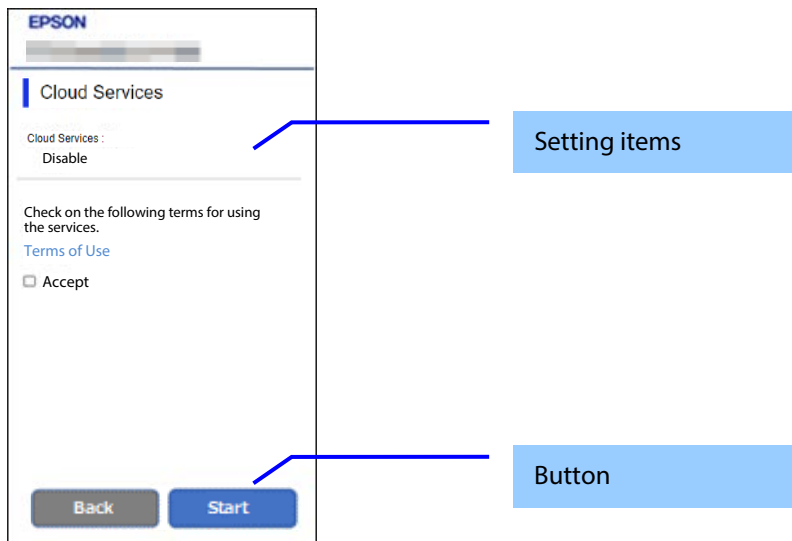 EPSON
Cloud Services
Cloud Services :
Disable
Check on the following terms for using
the services.
Terms of Use
Accept
Back
Start
Setting items
Button